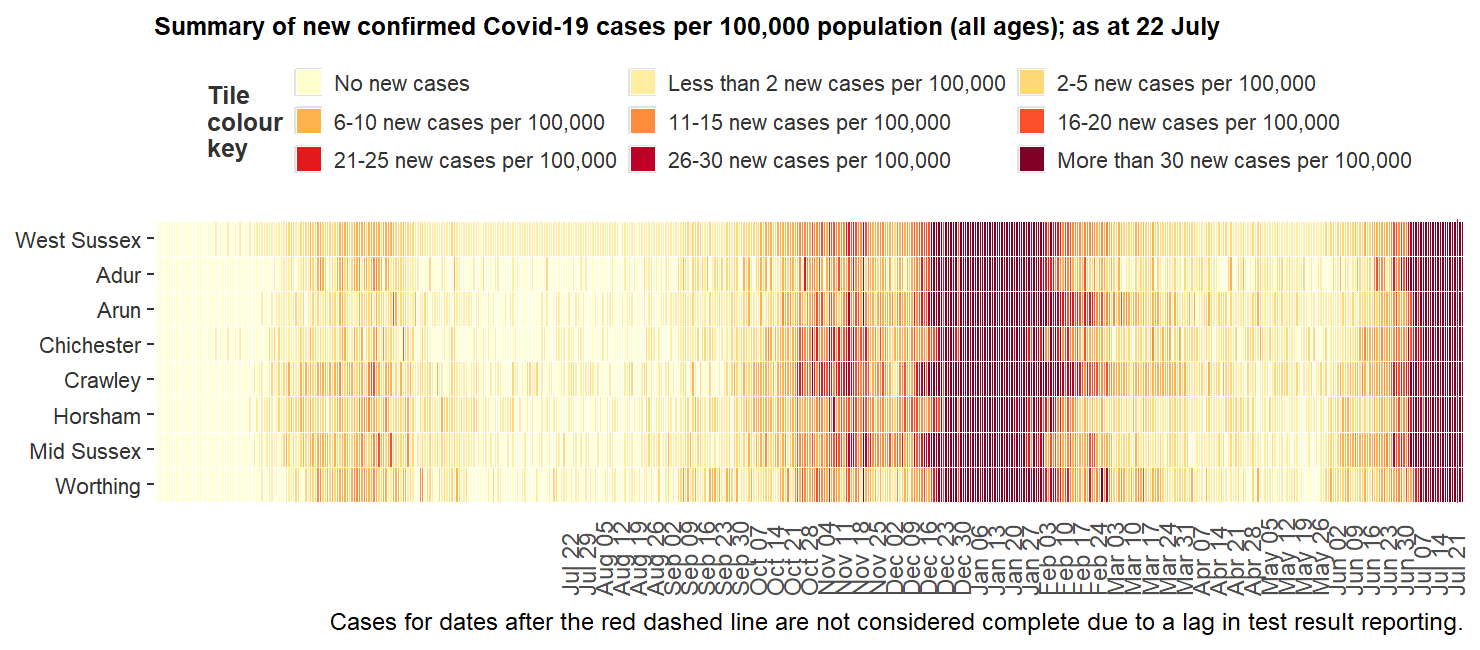 Summary of new confirmed Covid-19 cases per 100,000 population (all ages); as at 22 July
Tile
colour
key
No new cases
Less than 2 new cases per 100,000
2-5 new cases per 100,000
6-10 new cases per 100,000
11-15 new cases per 100,000
16-20 new cases per 100,000
21-25 new cases per 100,000
26-30 new cases per 100,000
More than 30 new cases per 100,000
West Sussex
Adur
Arun
Chichester
Crawley
Horsham
Mid Sussex
Worthing
Jul 22
Jul 29
Aug 05
Aug 12
Aug 19
Aug 26
Sep 02
Sep 09
Sep 16
Sep 23
Sep 30
Oct 07
Oct 14
Oct 21
Oct 28
Nov 04
Nov 11
Nov 18
Nov 25
Dec 02
Dec 09
Dec 16
Dec 23
Dec 30
Jan 06
Jan 13
Jan 20
Jan 27
Feb 03
Feb 10
Feb 17
Feb 24
Mar 03
Mar 10
Mar 17
Mar 24
Mar 31
Apr 07
Apr 14
Apr 21
Apr 28
May 05
May 12
May 19
May 26
Jun 02
Jun 09
Jun 16
Jun 23
Jun 30
Jul 07
Jul 14
Jul 21
Cases for dates after the red dashed line are not considered complete due to a lag in test result reporting.